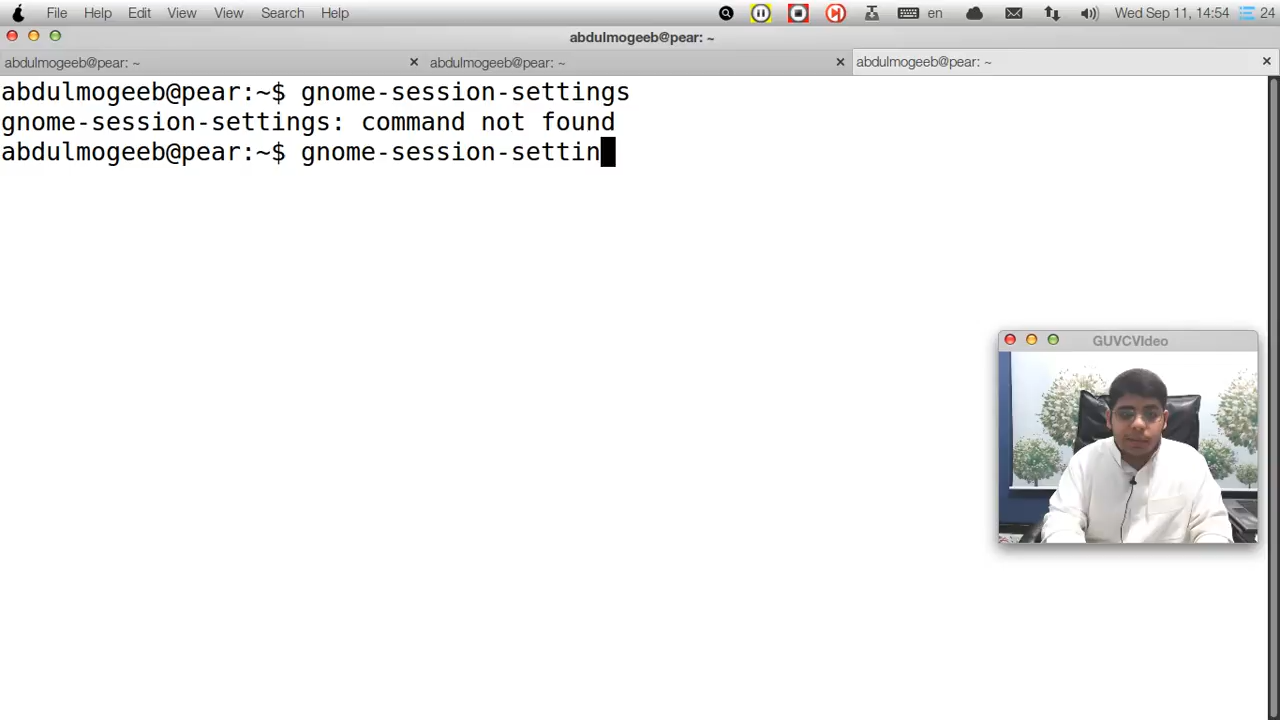 File Help Edit View View Search Help en Wed Sep 11, 14:54 24
abdulmogeeb@pear: ~
abdulmogeeb@pear: ~ abdulmogeeb@pear: ~ abdulmogeeb@pear: ~
abdulmogeeb@pear:~$ gnome-session-settings
gnome-session-settings: command not found
abdulmogeeb@pear:~$ gnome-session-settin
GUVCVIdeo